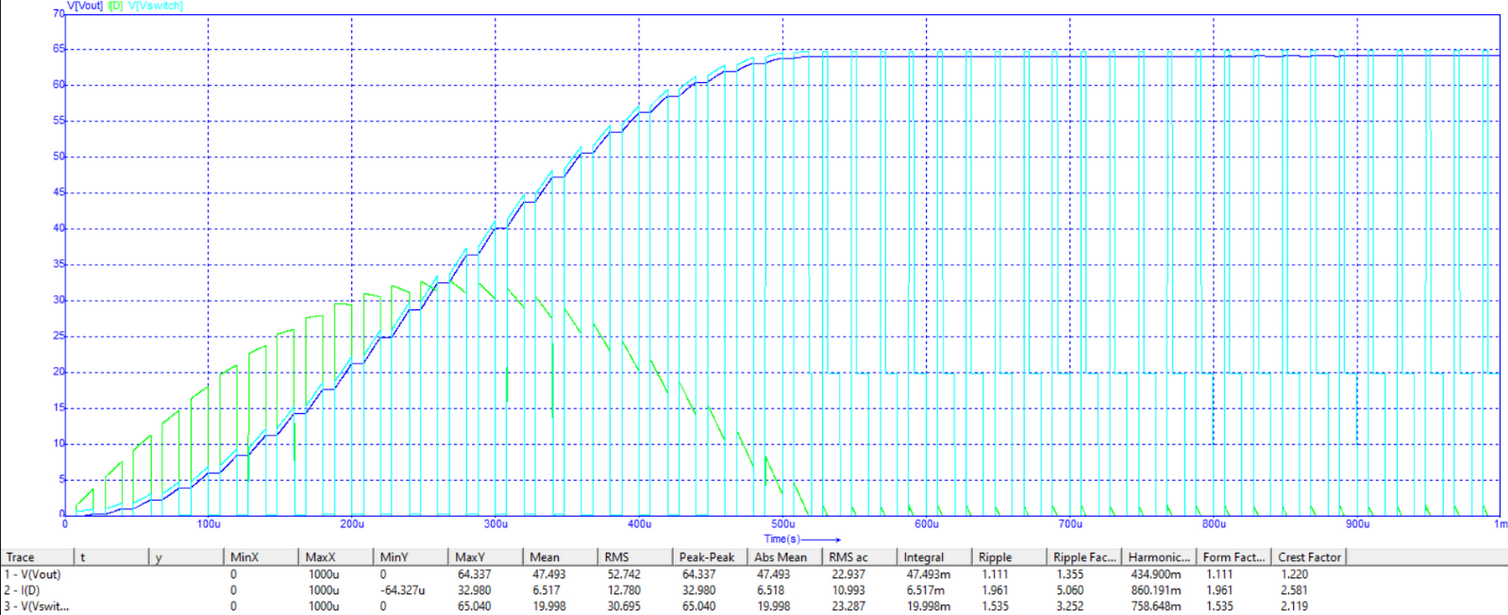 V[Vout] I[D] V[Vswitch]
70
65
60
55
50
45
40
35
30
25
20
15
10
5
0
0 100u 200u 300u 400u 500u 600u 700u 800u 900u 1m
Time(s)
Trace t y MinX MaxX MinY MaxY Mean RMS Peak-Peak Abs Mean RMS ac Integral Ripple Ripple Fac... Harmonic... Form Fact... Crest Factor
1 - V(Vout) 0 1000u 0 64.337 47.493 52.742 64.337 47.493 22.937 47.493m 1.111 1.355 434.900m 1.111 1.220
2 - I(D) 0 1000u -64.327u 32.980 6.517 12.780 32.980 6.518 10.993 6.517m 1.961 5.060 860.191m 1.961 2.581
3 - V(Vswit... 0 1000u 0 65.040 19.998 30.695 65.040 19.998 23.287 19.998m 1.535 3.252 758.648m 1.535 2.119